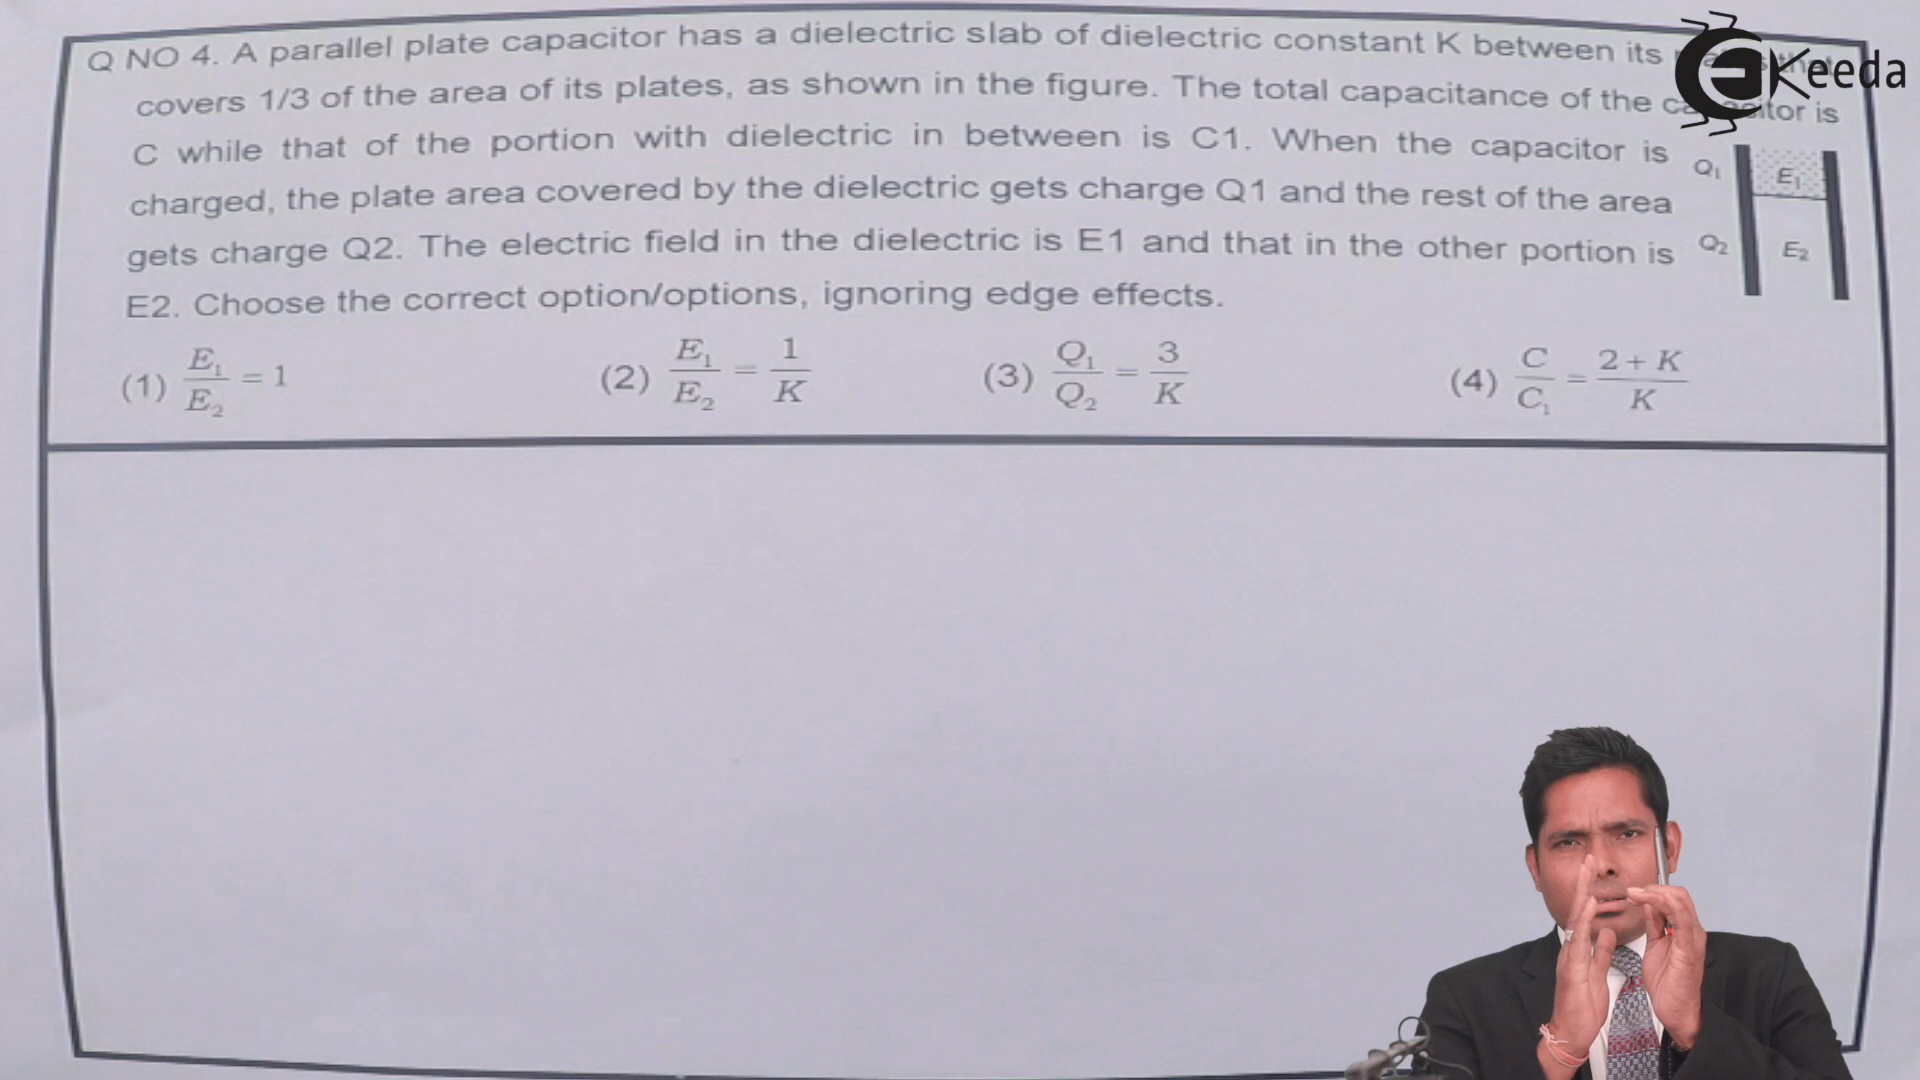 Q NO 4. A parallel plate capacitor has a dielectric slab of dielectric constant K between its
covers 1/3 of the area of its plates, as shown in the figure. The total capacitance of the capacitor is
C while that of the portion with dielectric in between is C1. When the capacitor is
charged, the plate area covered by the dielectric gets charge Q1 and the rest of the area
gets charge Q2. The electric field in the dielectric is E1 and that in the other portion is
E2. Choose the correct option/options, ignoring edge effects.
(1) E₁/E₂ = 1 (2) E₁/E₂ = 1/K (3) Q₁/Q₂ = 3/K (4) C/C₁ = 2+K/K
Q₁ E₁
Q₂ E₂
eKeeda